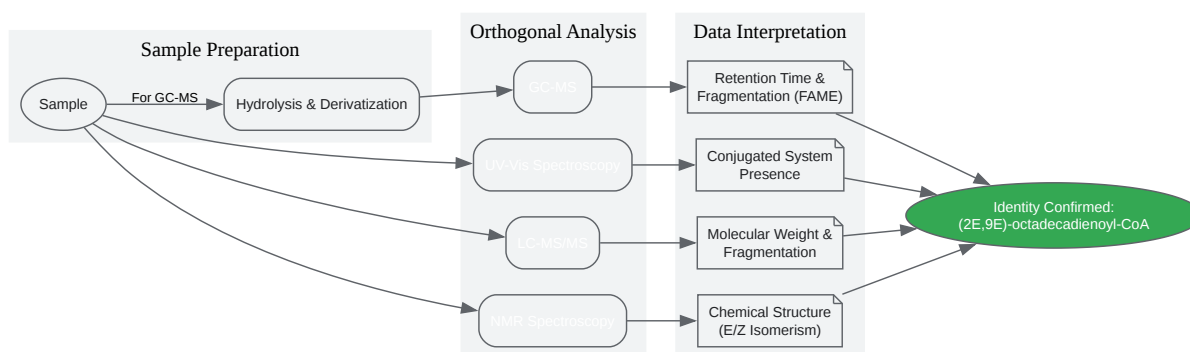 Sample Preparation
Orthogonal Analysis
Data Interpretation
Sample
For GC-MS
Hydrolysis & Derivatization
GC-MS
Retention Time &
Fragmentation (FAME)
UV-Vis Spectroscopy
Conjugated System
Presence
LC-MS/MS
Molecular Weight &
Fragmentation
NMR Spectroscopy
Chemical Structure
(E/Z Isomerism)
Identity Confirmed:
(2E,9E)-octadecadienoyl-CoA